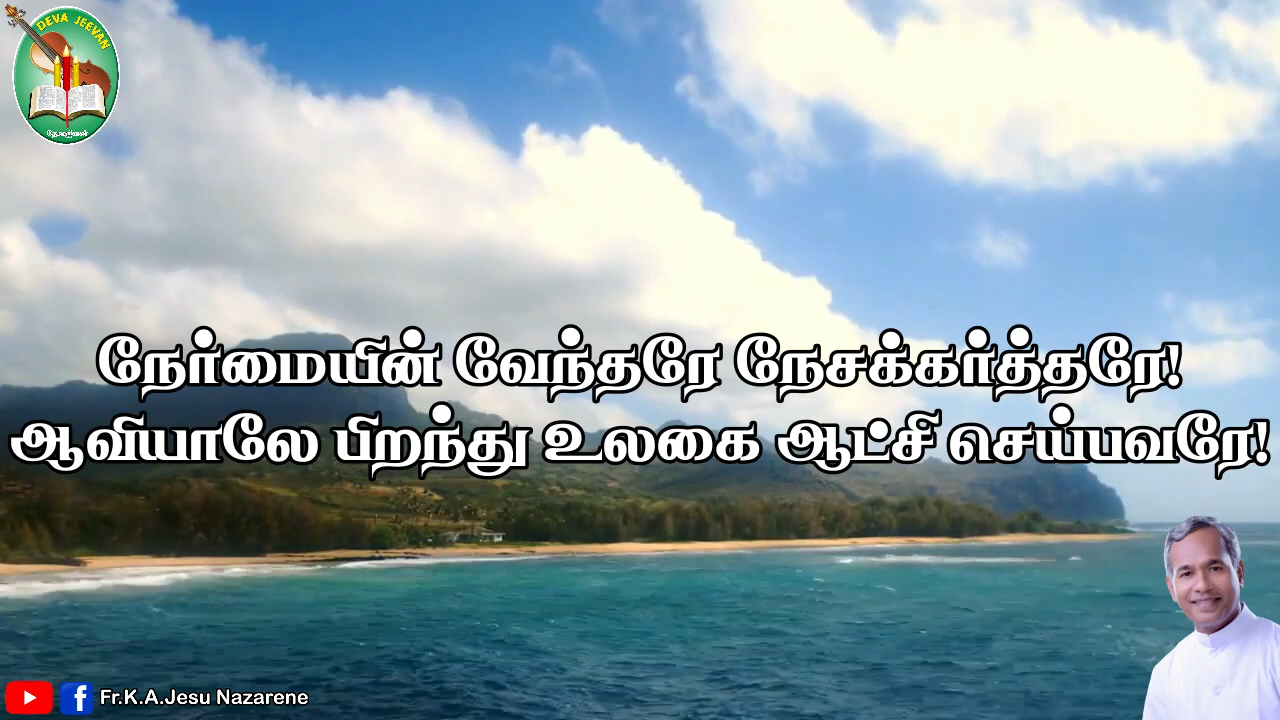 DEVA JEEVAN
நேர்மையின் வேந்தரே நேசக்கர்த்தரே!
ஆவியாலே பிறந்து உலகை ஆட்சி செய்பவரே!
Fr.K.A.Jesu Nazarene